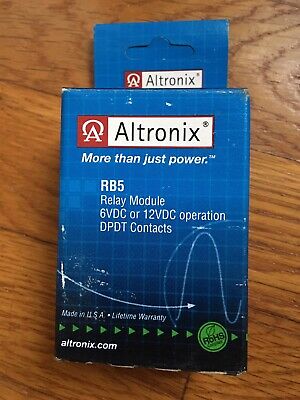 Altronix®
Altronix®
More than just power.™
RB5
Relay Module
6VDC or 12VDC operation
DPDT Contacts
Made in U.S.A. • Lifetime Warranty
altronix.com
RoHS